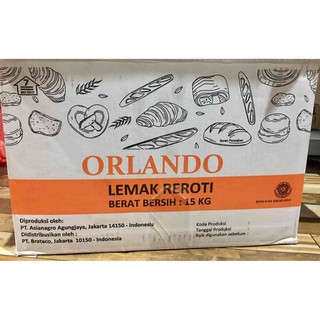 7
ORLANDO
LEMAK REROTI
BERAT BERSIH : 15 KG
Diproduksi oleh:
PT. Asianagro Agungjaya, Jakarta 14150 - Indonesia
Didistribusikan oleh :
PT. Brataco, Jakarta 10150 - Indonesia
Kode Produksi :
Tanggal Produksi :
Baik digunakan sebelum :